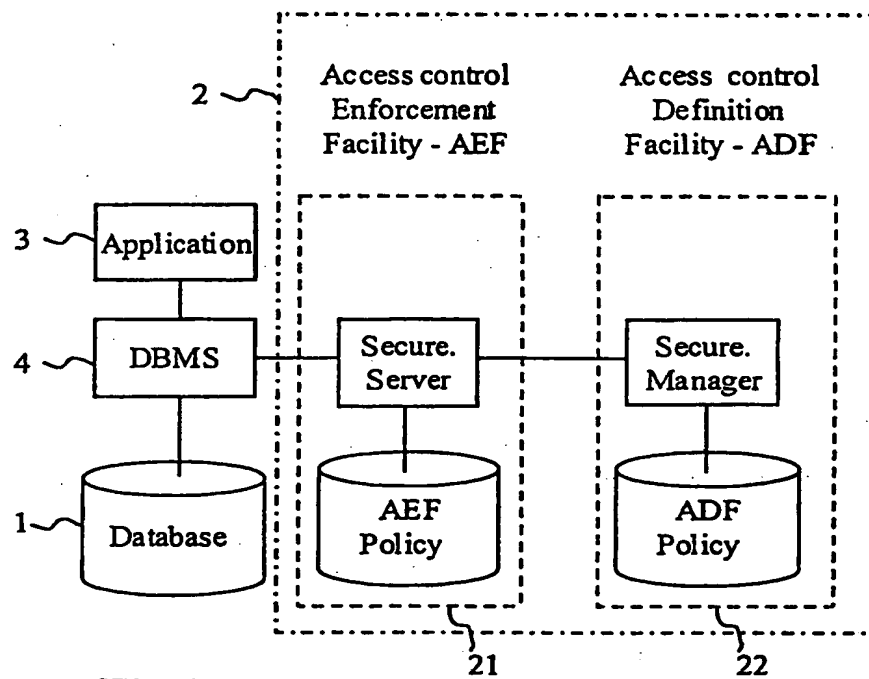 2
Access control
Enforcement
Facility - AEF
Access control
Definition
Facility - ADF
3
Application
4
DBMS
Secure.
Server
Secure.
Manager
1
Database
AEF
Policy
ADF
Policy
21
22